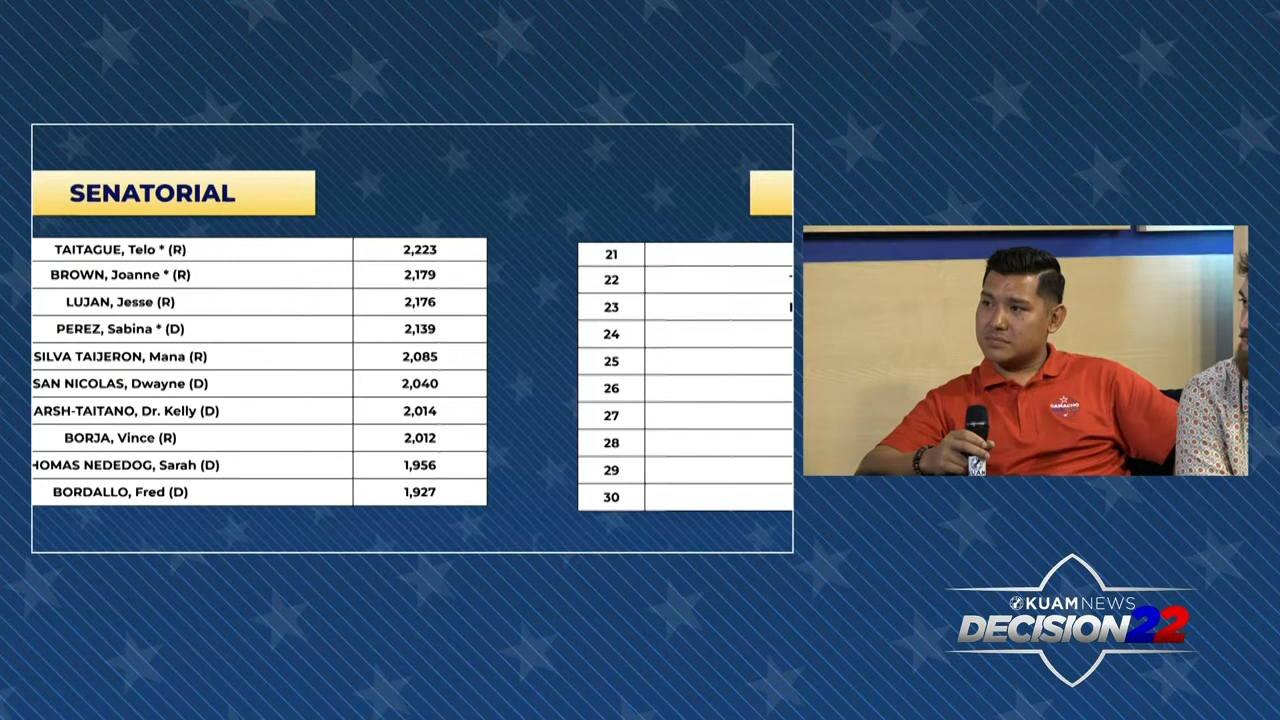 SENATORIAL
TAITAGUE, Telo * (R) 2,223
BROWN, Joanne * (R) 2,179
LUJAN, Jesse (R) 2,176
PEREZ, Sabina * (D) 2,139
SILVA TAIJERON, Mana (R) 2,085
SAN NICOLAS, Dwayne (D) 2,040
ARSH-TAITANO, Dr. Kelly (D) 2,014
BORJA, Vince (R) 2,012
HOMAS NEDEDOG, Sarah (D) 1,956
BORDALLO, Fred (D) 1,927
21
22
23
24
25
26
27
28
29
30
CAMACHO
KUAM
KUAMNEWS
DECISION22